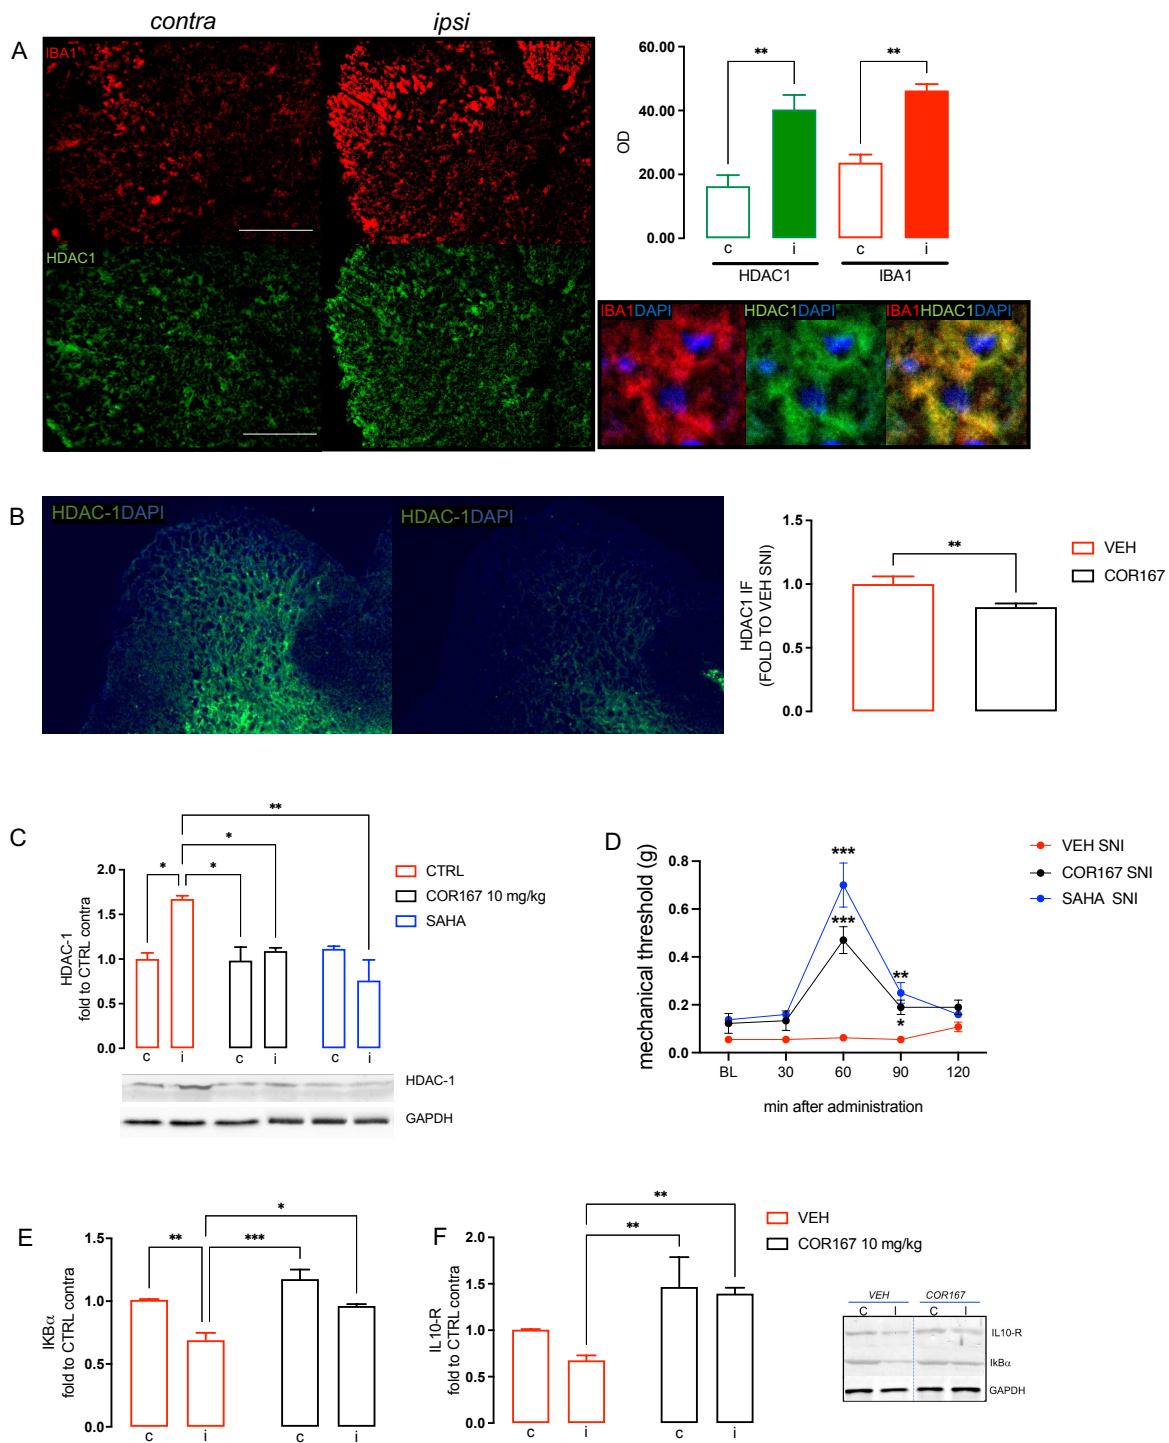 contra
ipsi
A
IBA1
HDAC1
60.00
40.00
20.00
0.00
OD
**
**
c
i
c
i
HDAC1
IBA1
IBA1DAPI
HDAC1DAPI
IBA1HDAC1DAPI
B
HDAC-1DAPI
HDAC-1DAPI
1.5
1.0
0.5
0.0
HDAC1 IF
(FOLD TO VEH SNI)
**
VEH
COR167
C
**
*
*
*
2.0
1.5
1.0
0.5
0.0
HDAC-1
fold to CTRL contra
c
i
c
i
c
i
CTRL
COR167 10 mg/kg
SAHA
HDAC-1
GAPDH
D
0.8
0.6
0.4
0.2
0.0
mechanical threshold (g)
***
***
**
*
BL
30
60
90
120
min after administration
VEH SNI
COR167 SNI
SAHA SNI
E
1.5
1.0
0.5
0.0
IKBα
fold to CTRL contra
**
***
*
c
i
c
i
F
2.0
1.5
1.0
0.5
0.0
IL10-R
fold to CTRL contra
**
**
c
i
c
i
VEH
COR167 10 mg/kg
VEH
COR167
C
I
C
I
IL10-R
IkBα
GAPDH